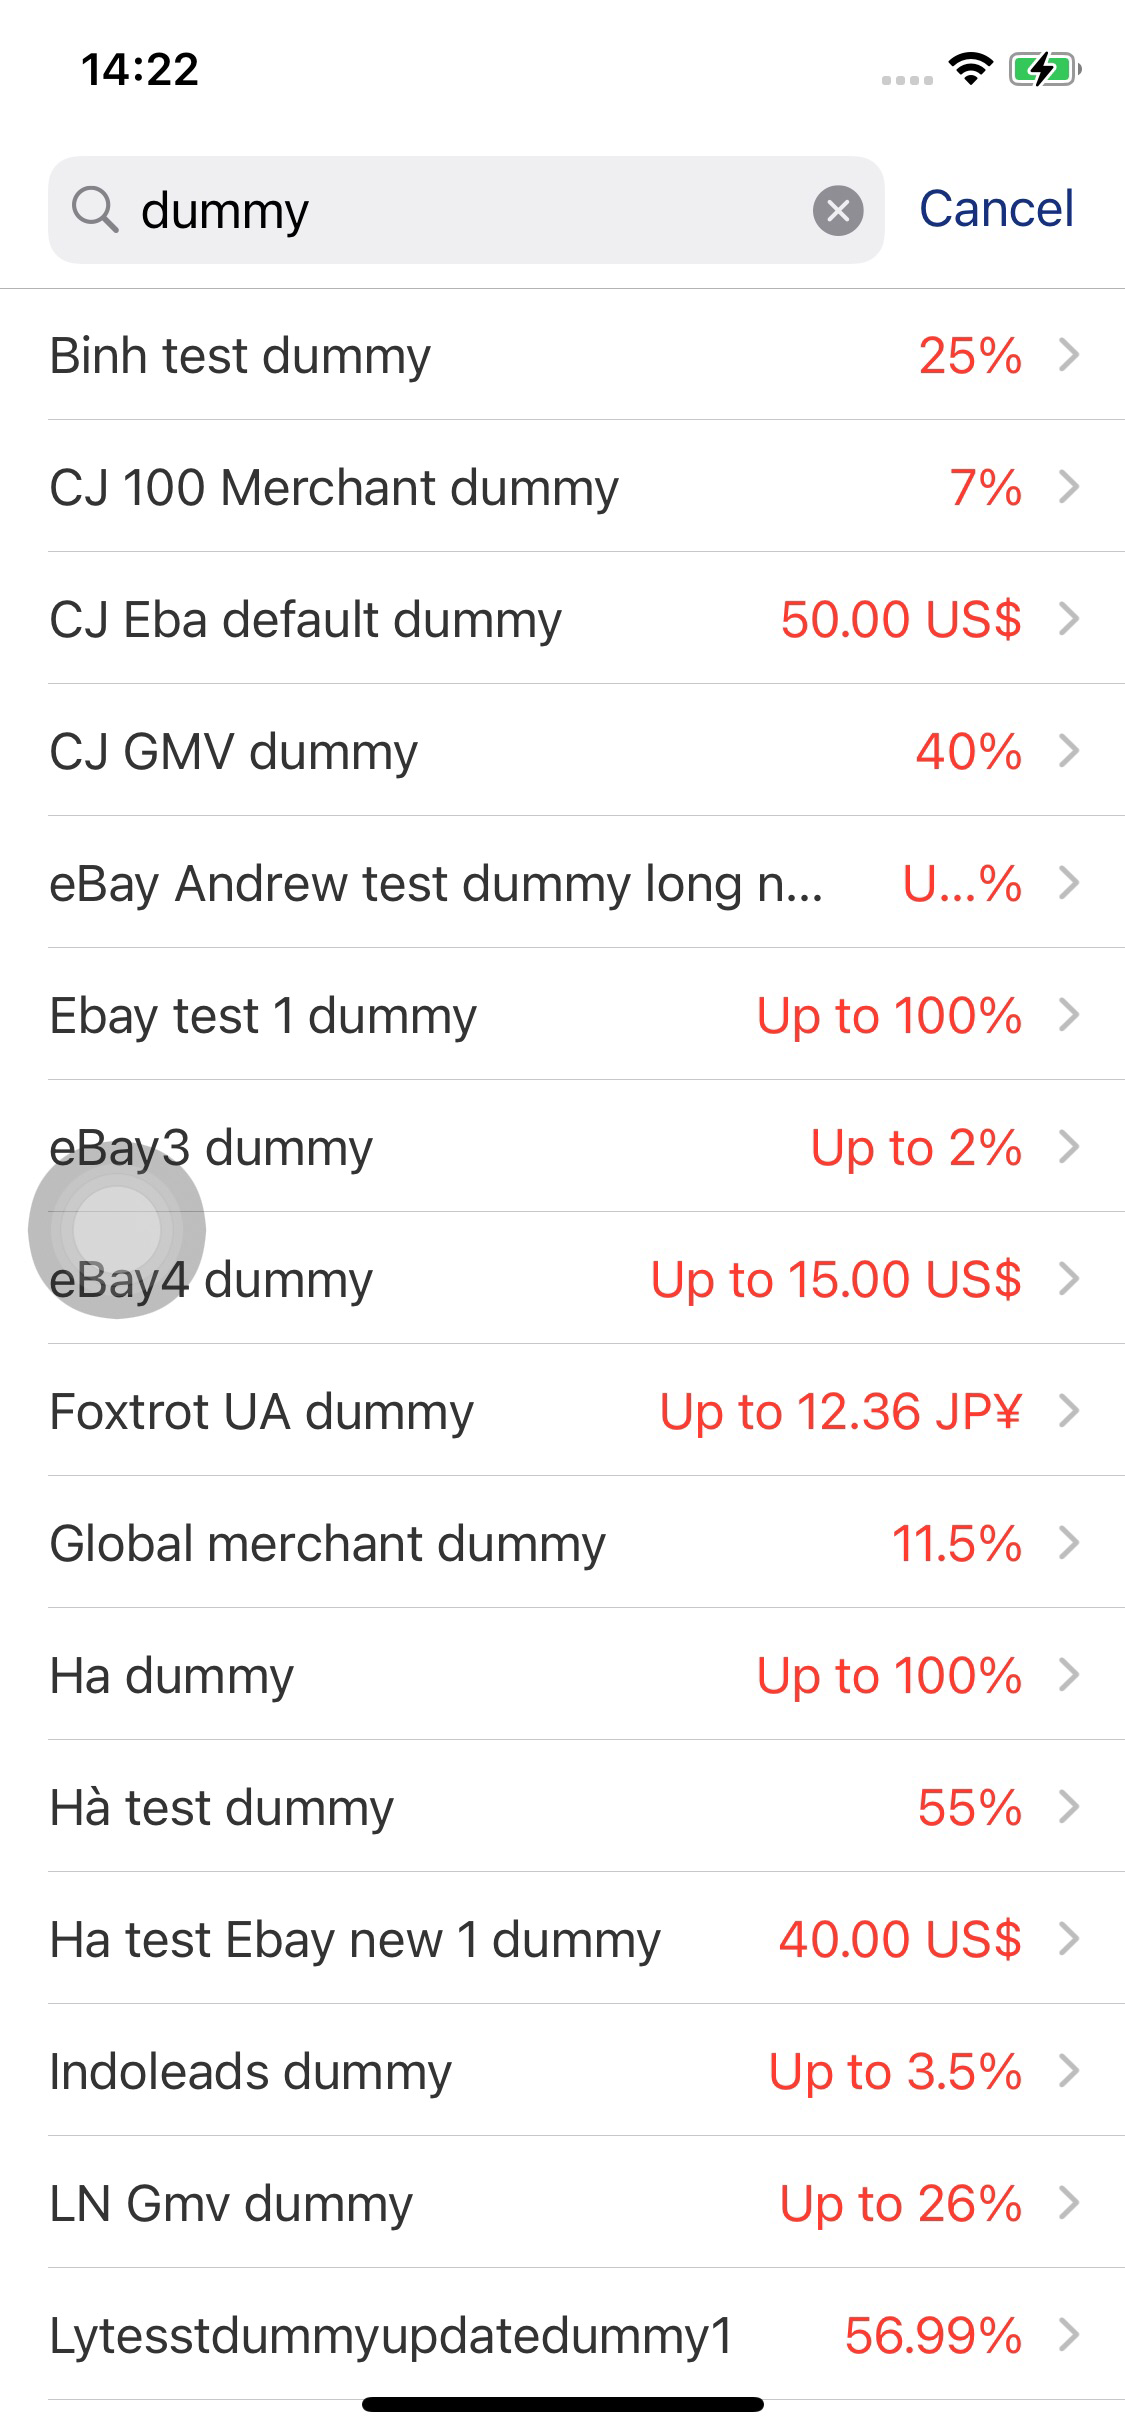 14:22
dummy
Cancel
Binh test dummy 25%
CJ 100 Merchant dummy 7%
CJ Eba default dummy 50.00 US$
CJ GMV dummy 40%
eBay Andrew test dummy long n... U...%
Ebay test 1 dummy Up to 100%
eBay3 dummy Up to 2%
eBay4 dummy Up to 15.00 US$
Foxtrot UA dummy Up to 12.36 JP¥
Global merchant dummy 11.5%
Ha dummy Up to 100%
Hà test dummy 55%
Ha test Ebay new 1 dummy 40.00 US$
Indoleads dummy Up to 3.5%
LN Gmv dummy Up to 26%
Lytesstdummyupdatedummy1 56.99%